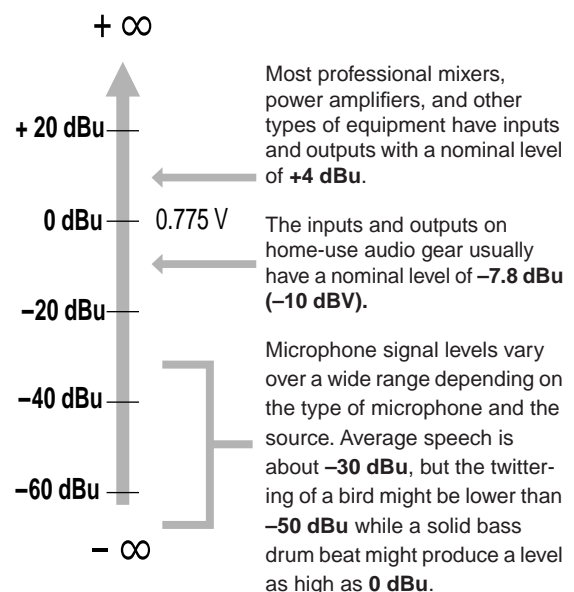 + ∞
+ 20 dBu
0 dBu
0.775 V
–20 dBu
–40 dBu
–60 dBu
– ∞
Most professional mixers,
power amplifiers, and other
types of equipment have inputs
and outputs with a nominal level
of +4 dBu.
The inputs and outputs on
home-use audio gear usually
have a nominal level of –7.8 dBu
(–10 dBV).
Microphone signal levels vary
over a wide range depending on
the type of microphone and the
source. Average speech is
about –30 dBu, but the twitter-
ing of a bird might be lower than
–50 dBu while a solid bass
drum beat might produce a level
as high as 0 dBu.